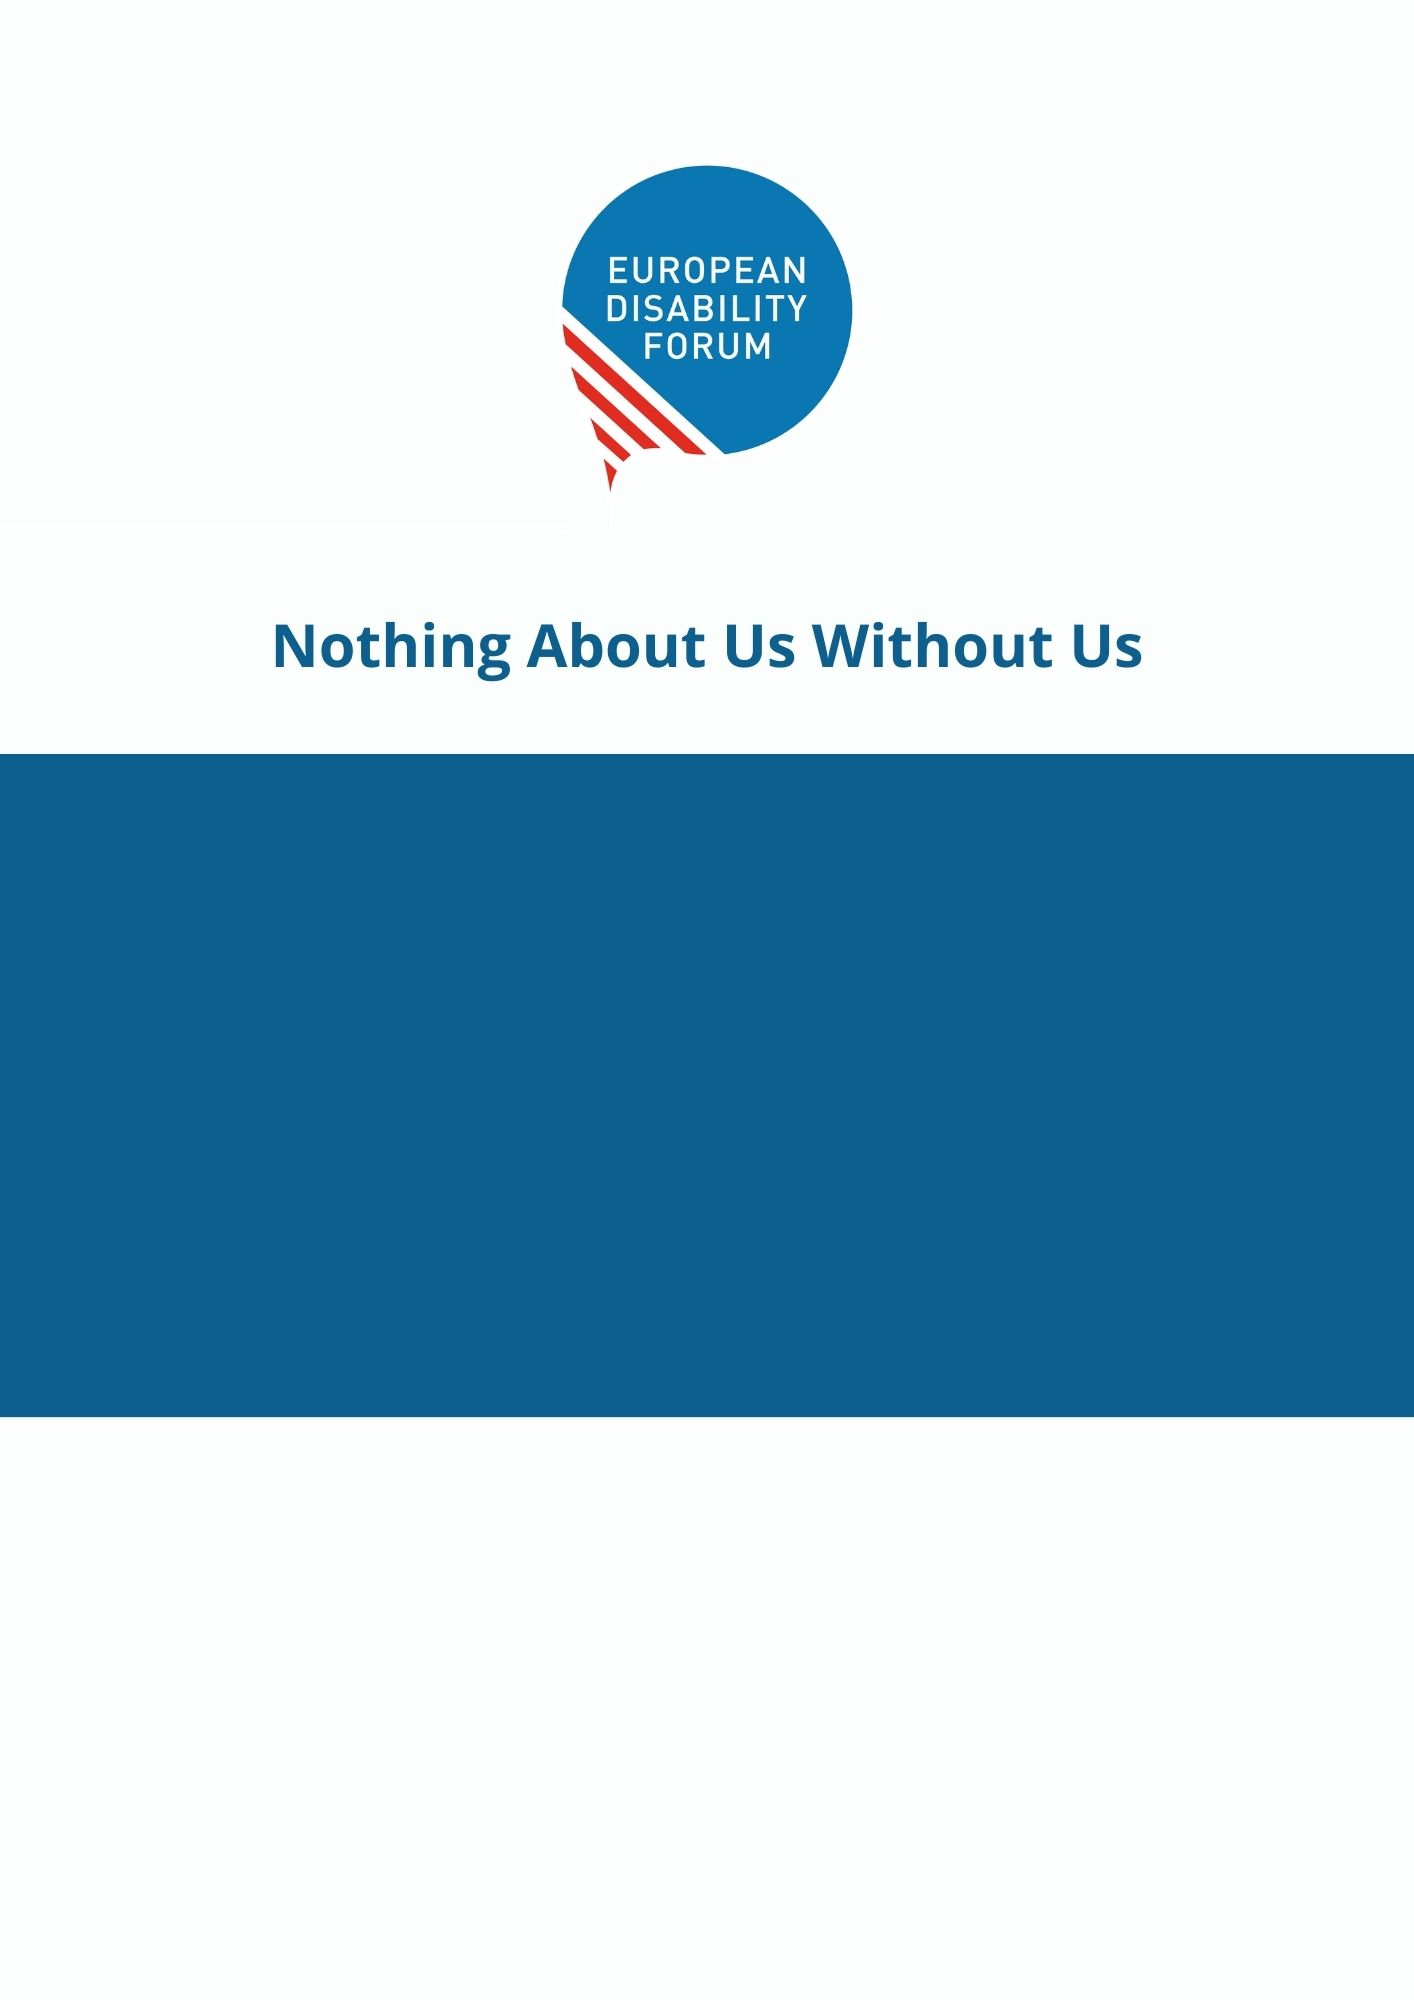 EUROPEAN
DISABILITY
FORUM
Nothing About Us Without Us